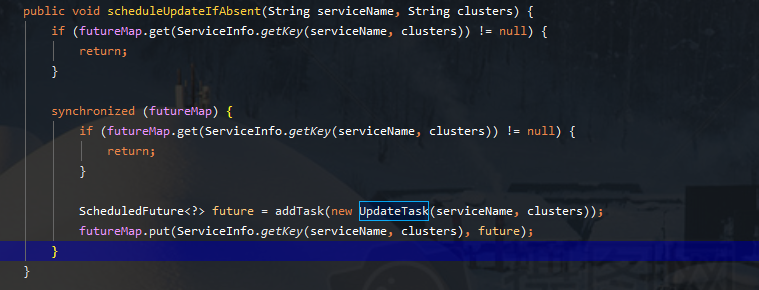 public void scheduleUpdateIfAbsent(String serviceName, String clusters) {
if (futureMap.get(ServiceInfo.getKey(serviceName, clusters)) != null) {
return;
}
synchronized (futureMap) {
if (futureMap.get(ServiceInfo.getKey(serviceName, clusters)) != null) {
return;
}
ScheduledFuture<?> future = addTask(new UpdateTask(serviceName, clusters));
futureMap.put(ServiceInfo.getKey(serviceName, clusters), future);
}
}